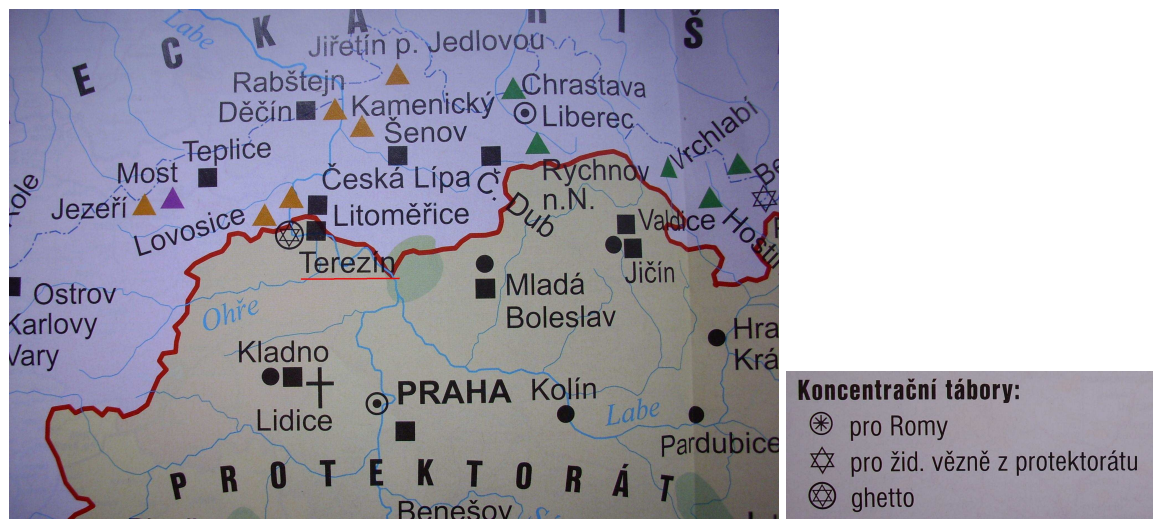 E C K Á
Š
Labe
Jiřetín p. Jedlovou
Rabštejn
Chrastava
Děčín
Kamenický
Šenov
Liberec
Teplice
Vrchlabí
Most
Česká Lípa
Rychnov
n.N.
Jezeří
Lovosice
Litoměřice
Č. Dub
Valdice
Terezín
Jičín
Ostrov
Karlovy
Vary
Ohře
Mladá
Boleslav
Hra
Krá
Kladno
Lidice
PRAHA
Kolín
Labe
Pardubice
PROTEKTORÁT
Benešov
Koncentrační tábory:
pro Romy
pro žid. vězně z protektorátu
ghetto